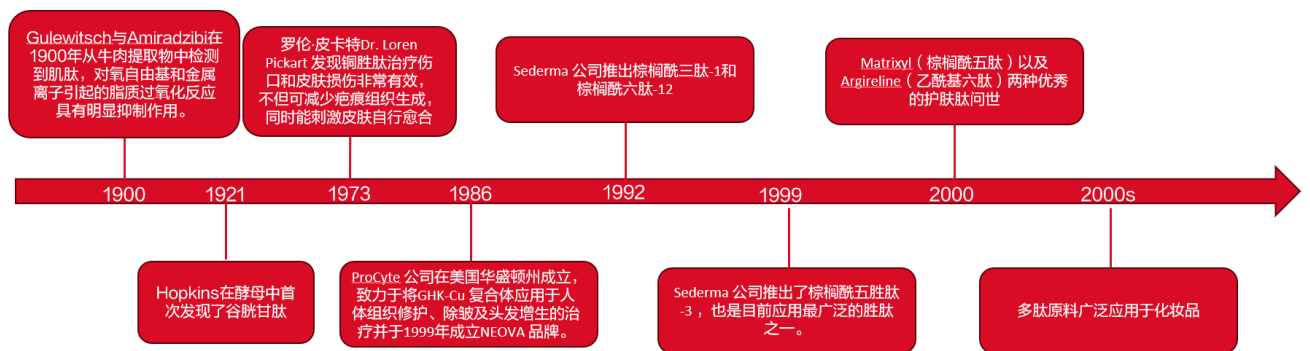 Gulewitsch与Amiradzibi在
1900年从牛肉提取物中检测
到肌肽，对氧自由基和金属
离子引起的脂质过氧化反应
具有明显抑制作用。
罗伦·皮卡特Dr. Loren
Pickart 发现铜胜肽治疗伤
口和皮肤损伤非常有效，
不但可减少疤痕组织生成，
同时能刺激皮肤自行愈合
Sederma 公司推出棕榈酰三肽-1和
棕榈酰六肽-12
Matrixyl（棕榈酰五肽）以及
Argireline（乙酰基六肽）两种优秀
的护肤肽问世
1900
1921
1973
1986
1992
1999
2000
2000s
Hopkins在酵母中首
次发现了谷胱甘肽
ProCyte 公司在美国华盛顿州成立，
致力于将GHK-Cu 复合体应用于人
体组织修护、除皱及头发增生的治
疗并于1999年成立NEOVA 品牌。
Sederma 公司推出了棕榈酰五胜肽
-3 ，也是目前应用最广泛的胜肽
之一。
多肽原料广泛应用于化妆品